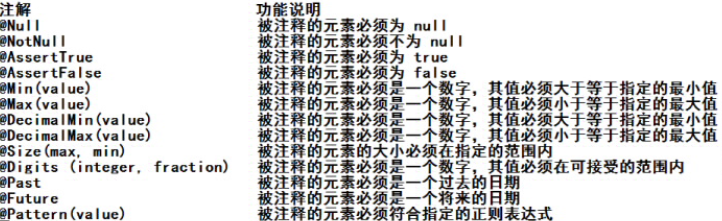 注解 功能说明
@Null 被注释的元素必须为 null
@NotNull 被注释的元素必须不为 null
@AssertTrue 被注释的元素必须为 true
@AssertFalse 被注释的元素必须为 false
@Min(value) 被注释的元素必须是一个数字，其值必须大于等于指定的最小值
@Max(value) 被注释的元素必须是一个数字，其值必须小于等于指定的最大值
@DecimalMin(value) 被注释的元素必须是一个数字，其值必须大于等于指定的最小值
@DecimalMax(value) 被注释的元素必须是一个数字，其值必须小于等于指定的最大值
@Size(max, min) 被注释的元素的大小必须在指定的范围内
@Digits (integer, fraction) 被注释的元素必须是一个数字，其值必须在可接受的范围内
@Past 被注释的元素必须是一个过去的日期
@Future 被注释的元素必须是一个将来的日期
@Pattern(value) 被注释的元素必须符合指定的正则表达式